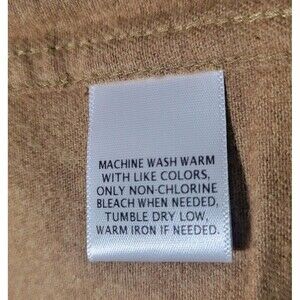 MACHINE WASH WARM
WITH LIKE COLORS,
ONLY NON-CHLORINE
BLEACH WHEN NEEDED,
TUMBLE DRY LOW,
WARM IRON IF NEEDED.